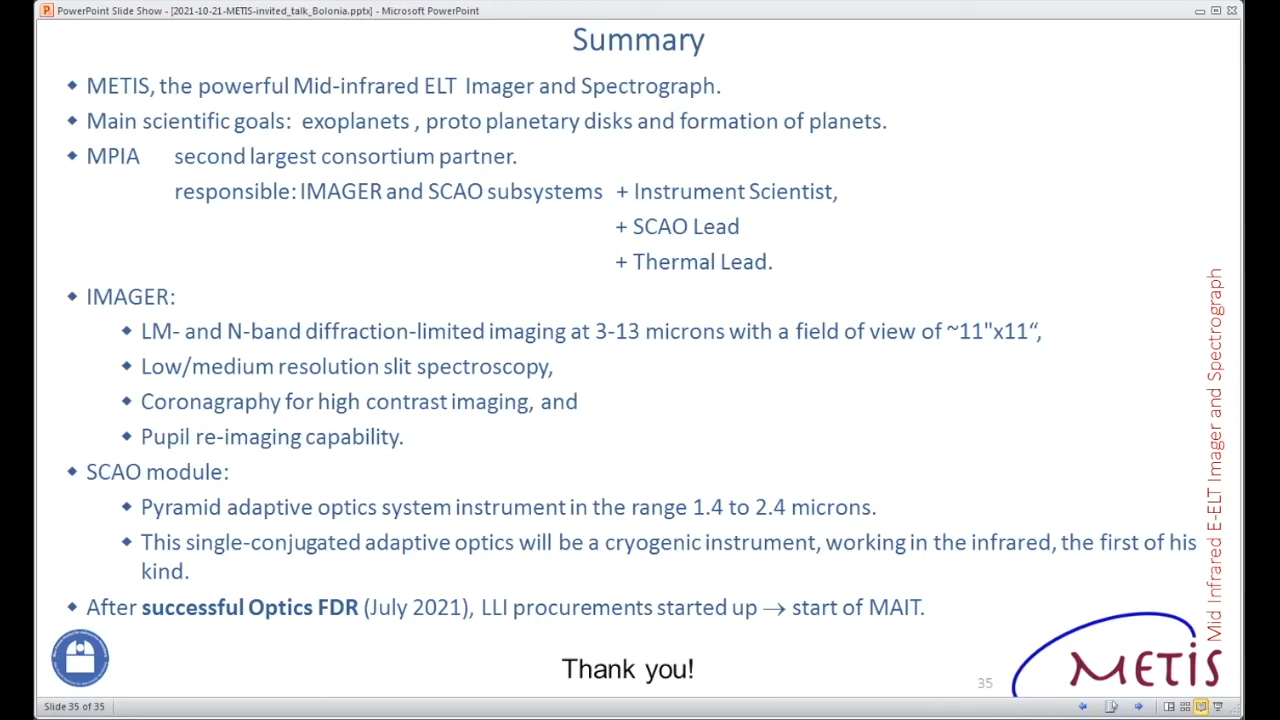 PowerPoint Slide Show - [2021-10-21-METIS-invited_talk_Bolonia.pptx] - Microsoft PowerPoint
Summary
METIS, the powerful Mid-infrared ELT Imager and Spectrograph.
Main scientific goals: exoplanets , proto planetary disks and formation of planets.
MPIA second largest consortium partner.
responsible: IMAGER and SCAO subsystems + Instrument Scientist,
+ SCAO Lead
+ Thermal Lead.
IMAGER:
LM- and N-band diffraction-limited imaging at 3-13 microns with a field of view of ~11"x11“,
Low/medium resolution slit spectroscopy,
Coronagraphy for high contrast imaging, and
Pupil re-imaging capability.
SCAO module:
Pyramid adaptive optics system instrument in the range 1.4 to 2.4 microns.
This single-conjugated adaptive optics will be a cryogenic instrument, working in the infrared, the first of his
kind.
After successful Optics FDR (July 2021), LLI procurements started up → start of MAIT.
Thank you!
35
METIS
Mid Infrared E-ELT Imager and Spectrograph
Slide 35 of 35